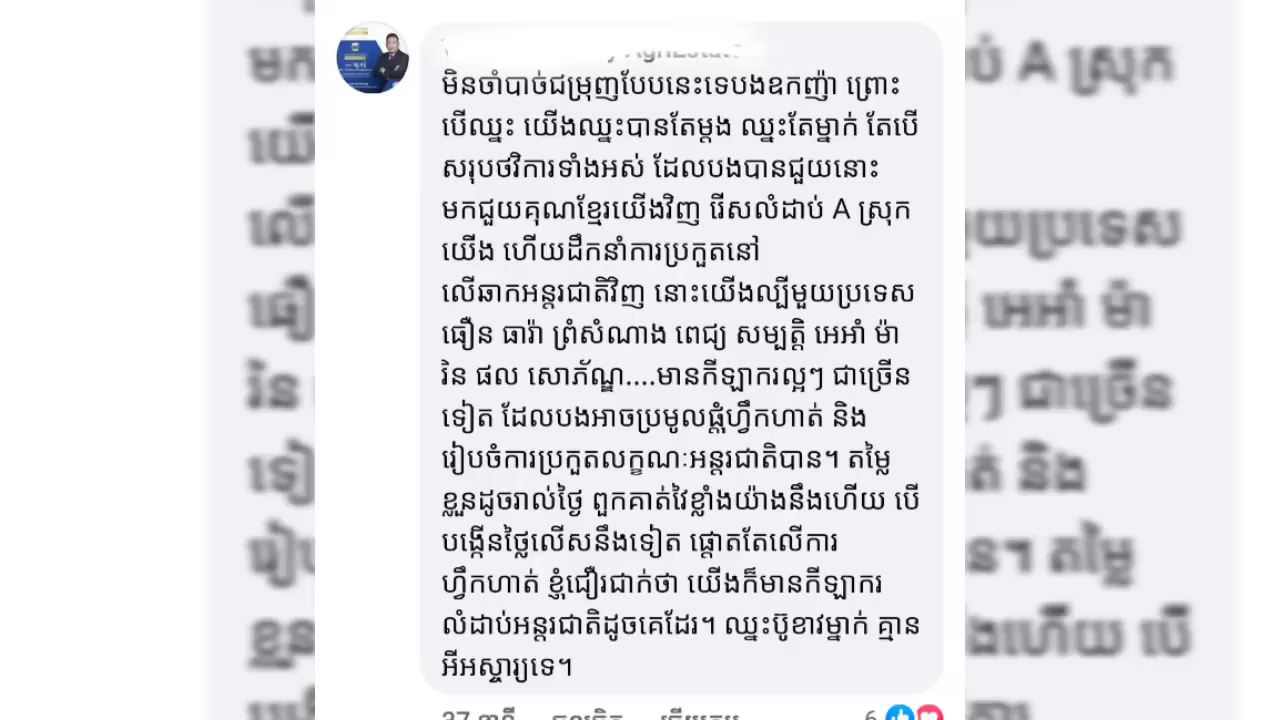 មិនចាំបាច់ជម្រុញបែបនេះទេបងឧកញ៉ា ព្រោះ
បើឈ្នះ យើងឈ្នះបានតែម្តង ឈ្នះតែម្នាក់ តែបើ
សរុបថវិការទាំងអស់ ដែលបងបានជួយនោះ
មកជួយគុណខ្មែរយើងវិញ រើសលំដាប់ A ស្រុក
យើង ហើយដឹកនាំការប្រកួតនៅ
លើឆាកអន្តរជាតិវិញ នោះយើងល្បីមួយប្រទេស
ធឿន ធារ៉ា ព្រំសំណាង ពេជ្យ សម្បត្តិ អេអាំ ម៉ា
រិន ផល សោភ័ណ្ឌ....មានកីឡាករល្អៗ ជាច្រើន
ទៀត ដែលបងអាចប្រមូលផ្តុំហ្វឹកហាត់ និង
រៀបចំការប្រកួតលក្ខណៈអន្តរជាតិបាន។ តម្លៃ
ខ្លួនដូចរាល់ថ្ងៃ ពួកគាត់វៃខ្លាំងយ៉ាងនឹងហើយ បើ
បង្កើនថ្លៃលើសនឹងទៀត ផ្តោតតែលើការ
ហ្វឹកហាត់ ខ្ញុំជឿរជាក់ថា យើងក៏មានកីឡាករ
លំដាប់អន្តរជាតិដូចគេដែរ។ ឈ្នះប៊ូខាវម្នាក់ គ្មាន
អីអស្ចារ្យទេ។